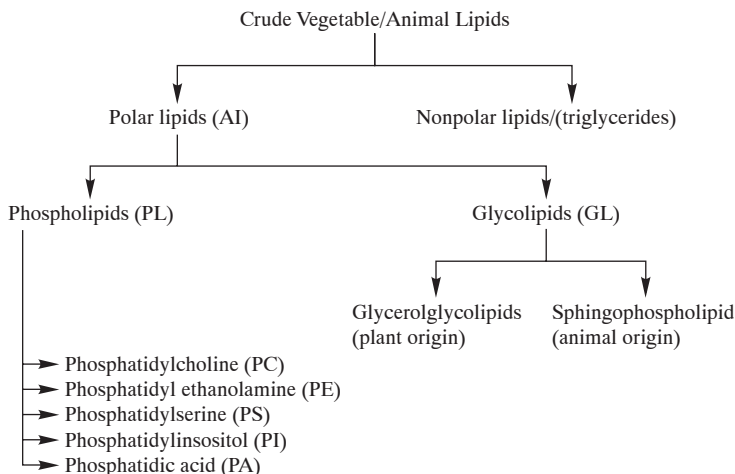 Crude Vegetable/Animal Lipids
Polar lipids (AI)
Nonpolar lipids/(triglycerides)
Phospholipids (PL)
Glycolipids (GL)
Glycerolglycolipids
(plant origin)
Sphingophospholipid
(animal origin)
Phosphatidylcholine (PC)
Phosphatidyl ethanolamine (PE)
Phosphatidylserine (PS)
Phosphatidylinsositol (PI)
Phosphatidic acid (PA)